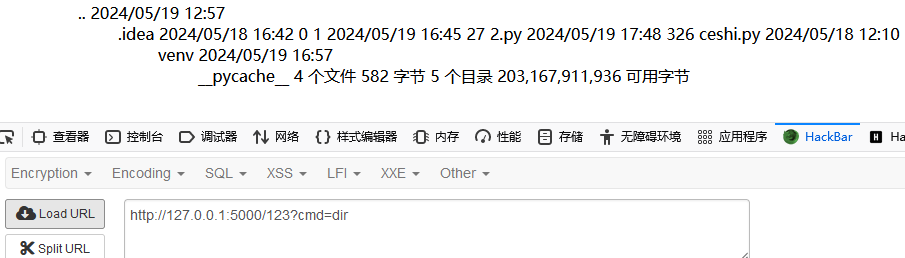 .. 2024/05/19 12:57
.idea 2024/05/18 16:42 0 1 2024/05/19 16:45 27 2.py 2024/05/19 17:48 326 ceshi.py 2024/05/18 12:10
venv 2024/05/19 16:57
__pycache__ 4 个文件 582 字节 5 个目录 203,167,911,936 可用字节
查看器 控制台 调试器 网络 样式编辑器 内存 性能 存储 无障碍环境 应用程序 HackBar H Ha
Encryption Encoding SQL XSS LFI XXE Other
Load URL http://127.0.0.1:5000/123?cmd=dir
Split URL